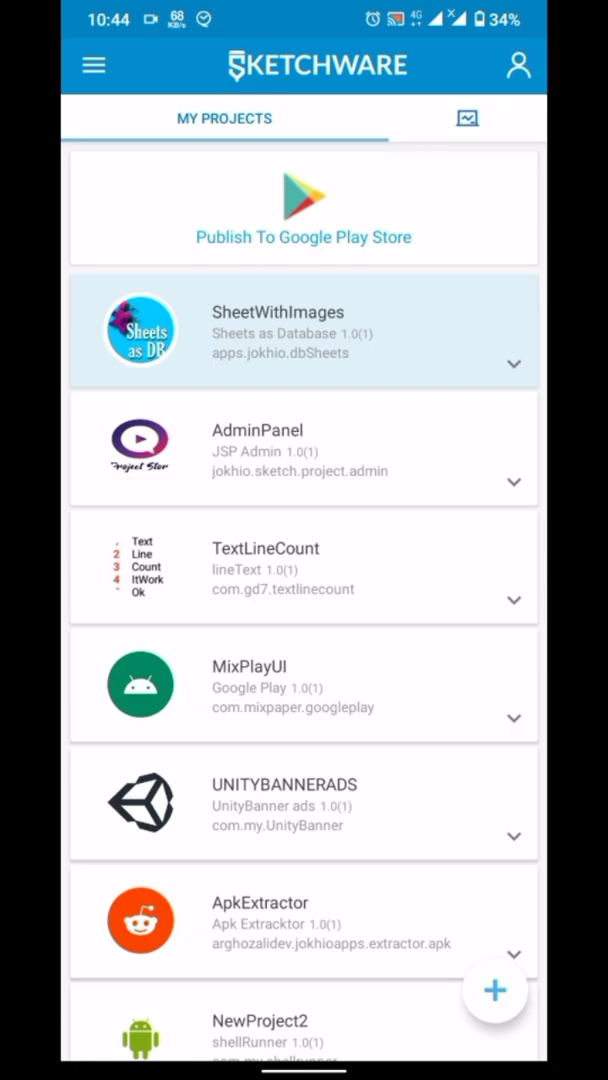 10:44 68 KB/s 4G 34%
SKETCHWARE
MY PROJECTS
Publish To Google Play Store
SheetWithImages
Sheets as Database 1.0(1)
apps.jokhio.dbSheets
Sheets
as DB
AdminPanel
JSP Admin 1.0(1)
jokhio.sketch.project.admin
Project Stor
TextLineCount
lineText 1.0(1)
com.gd7.textlinecount
Text
2 Line
3 Count
4 ItWork
Ok
MixPlayUI
Google Play 1.0(1)
com.mixpaper.googleplay
UNITYBANNERADS
UnityBanner ads 1.0(1)
com.my.UnityBanner
ApkExtractor
Apk Extracktor 1.0(1)
arghozalidev.jokhioapps.extractor.apk
NewProject2
shellRunner 1.0(1)
com.my.shellrunner